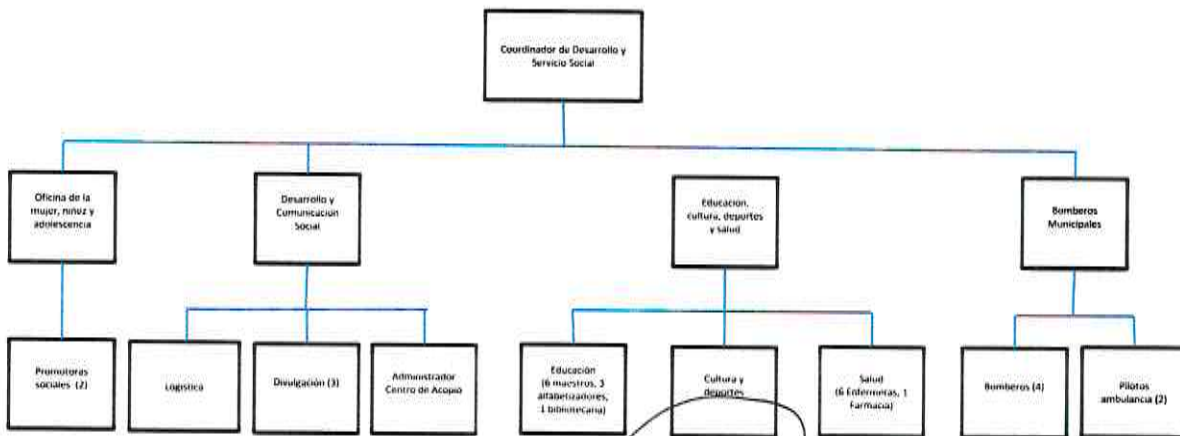 Coordinador de Desarrollo y
Servicio Social
Oficina de la
mujer, niñez y
adolescencia
Desarrollo y
Comunicación
Social
Educación,
cultura, deportes
y salud
Bomberos
Municipales
Promotoras
sociales (2)
Logística
Divulgación (3)
Administrador
Centro de Acopio
Educación
(6 maestros, 3
alfabetizadores,
1 bibliotecaria)
Cultura y
deportes
Salud
(6 Enfermeras, 1
Farmacia)
Bomberos (4)
Pilotos
ambulancia (2)